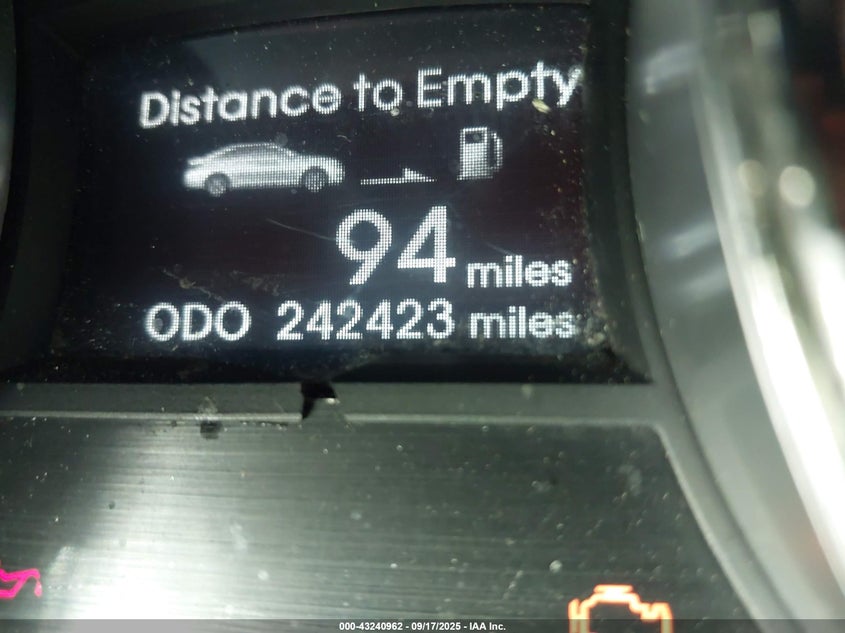 Distance to Empty
94 miles
ODO 242423 miles
000-43240962 - 09/17/2025 - IAA Inc.